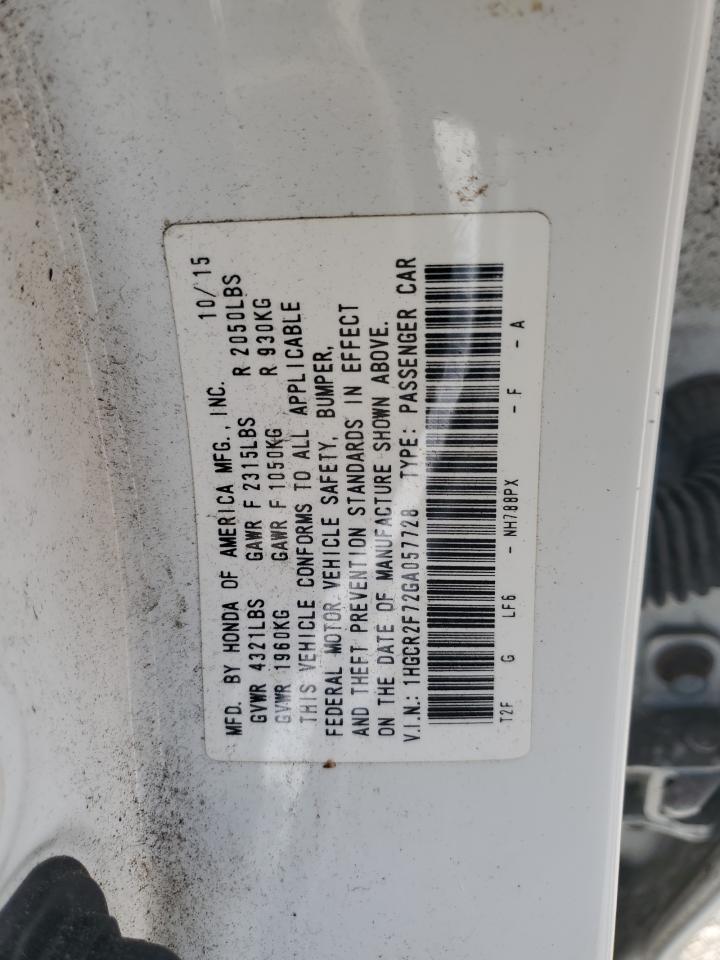 MFD. BY HONDA OF AMERICA MFG., INC. 10/15
GVWR 4321LBS GAWR F 2315LBS R 2050LBS
GVWR 1960KG GAWR F 1050KG R 930KG
THIS VEHICLE CONFORMS TO ALL APPLICABLE
FEDERAL MOTOR VEHICLE SAFETY, BUMPER,
AND THEFT PREVENTION STANDARDS IN EFFECT
ON THE DATE OF MANUFACTURE SHOWN ABOVE.
V.I.N.: 1HGCR2F72GA057728 TYPE: PASSENGER CAR
T2F G LF6 - NH788PX - F - A